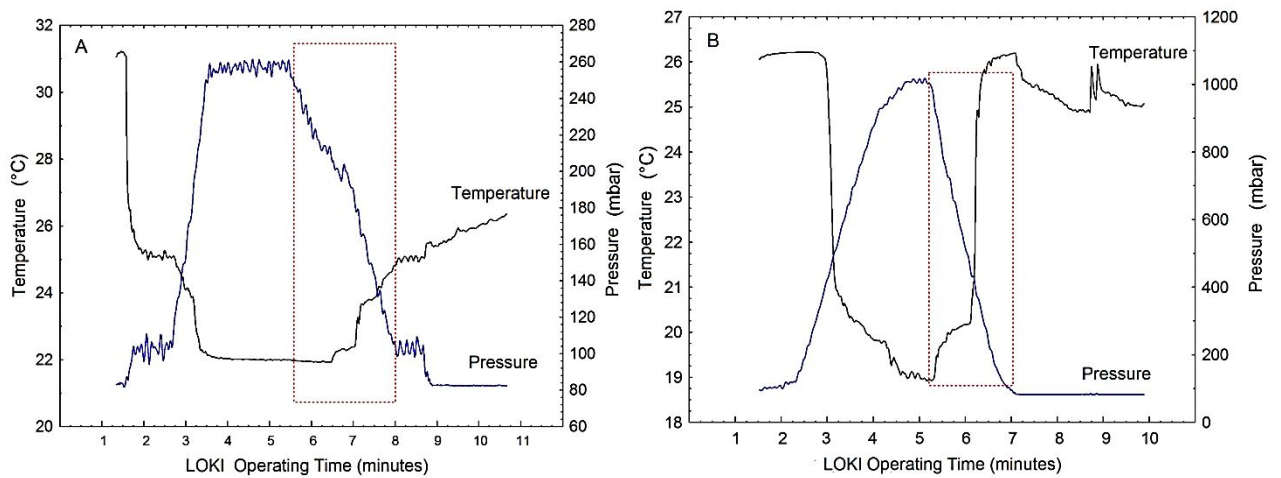 A
Temperature (°C)
32
30
28
26
24
22
20
280
260
240
220
200
180
160
140
120
100
80
60
Pressure (mbar)
Temperature
Pressure
1 2 3 4 5 6 7 8 9 10 11
LOKI Operating Time (minutes)
B
Temperature (°C)
27
26
25
24
23
22
21
20
19
18
1200
1000
800
600
400
200
0
Pressure (mbar)
Temperature
Pressure
1 2 3 4 5 6 7 8 9 10
LOKI Operating Time (minutes)